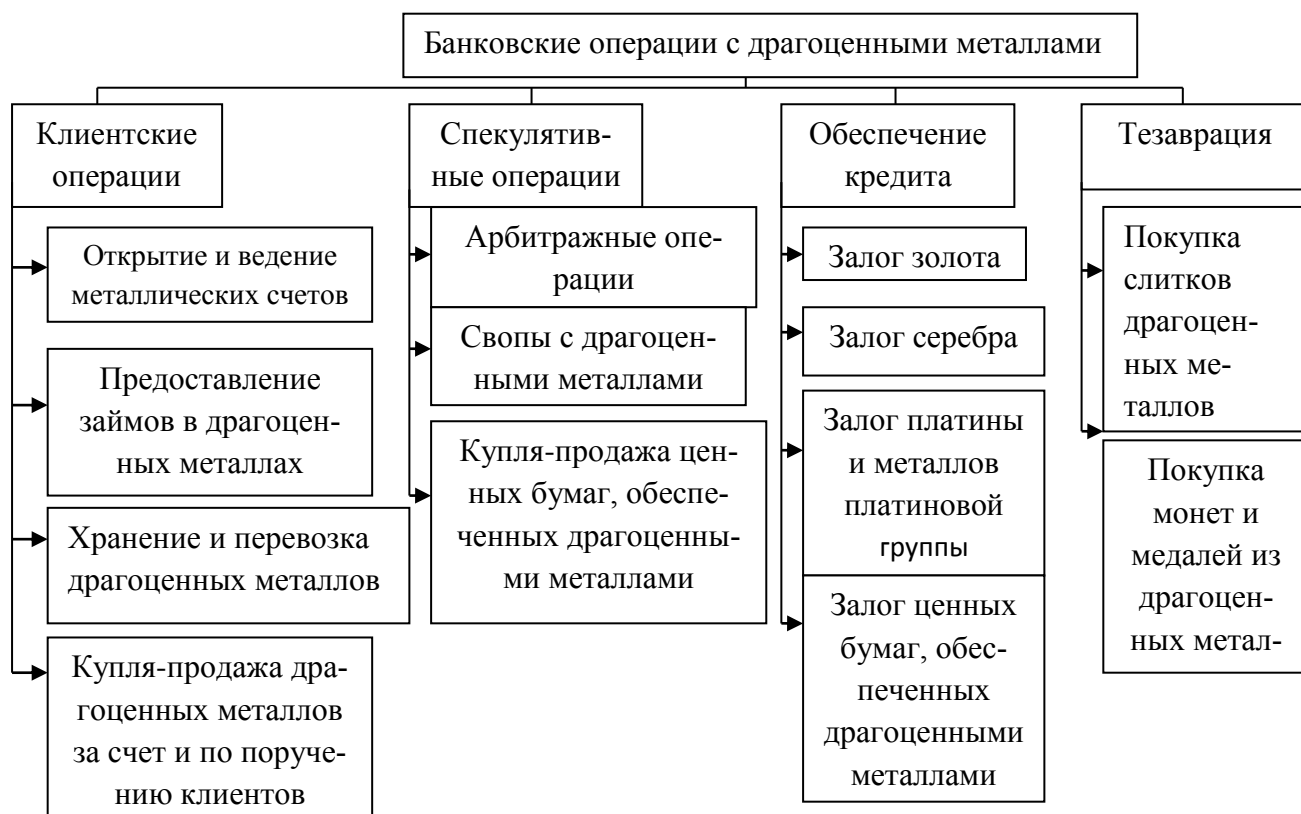 Банковские операции с драгоценными металлами
Клиентские
операции
Открытие и ведение
металлических счетов
Предоставление
займов в драгоцен-
ных металлах
Хранение и перевозка
драгоценных металлов
Купля-продажа дра-
гоценных металлов
за счет и по поруче-
нию клиентов
Спекулятив-
ные операции
Арбитражные опе-
рации
Свопы с драгоцен-
ными металлами
Купля-продажа цен-
ных бумаг, обеспе-
ченных драгоценны-
ми металлами
Обеспечение
кредита
Залог золота
Залог серебра
Залог платины
и металлов
платиновой
группы
Залог ценных
бумаг, обес-
печенных
драгоценными
металлами
Тезаврация
Покупка
слитков
драгоцен-
ных ме-
таллов
Покупка
монет и
медалей из
драгоцен-
ных метал-